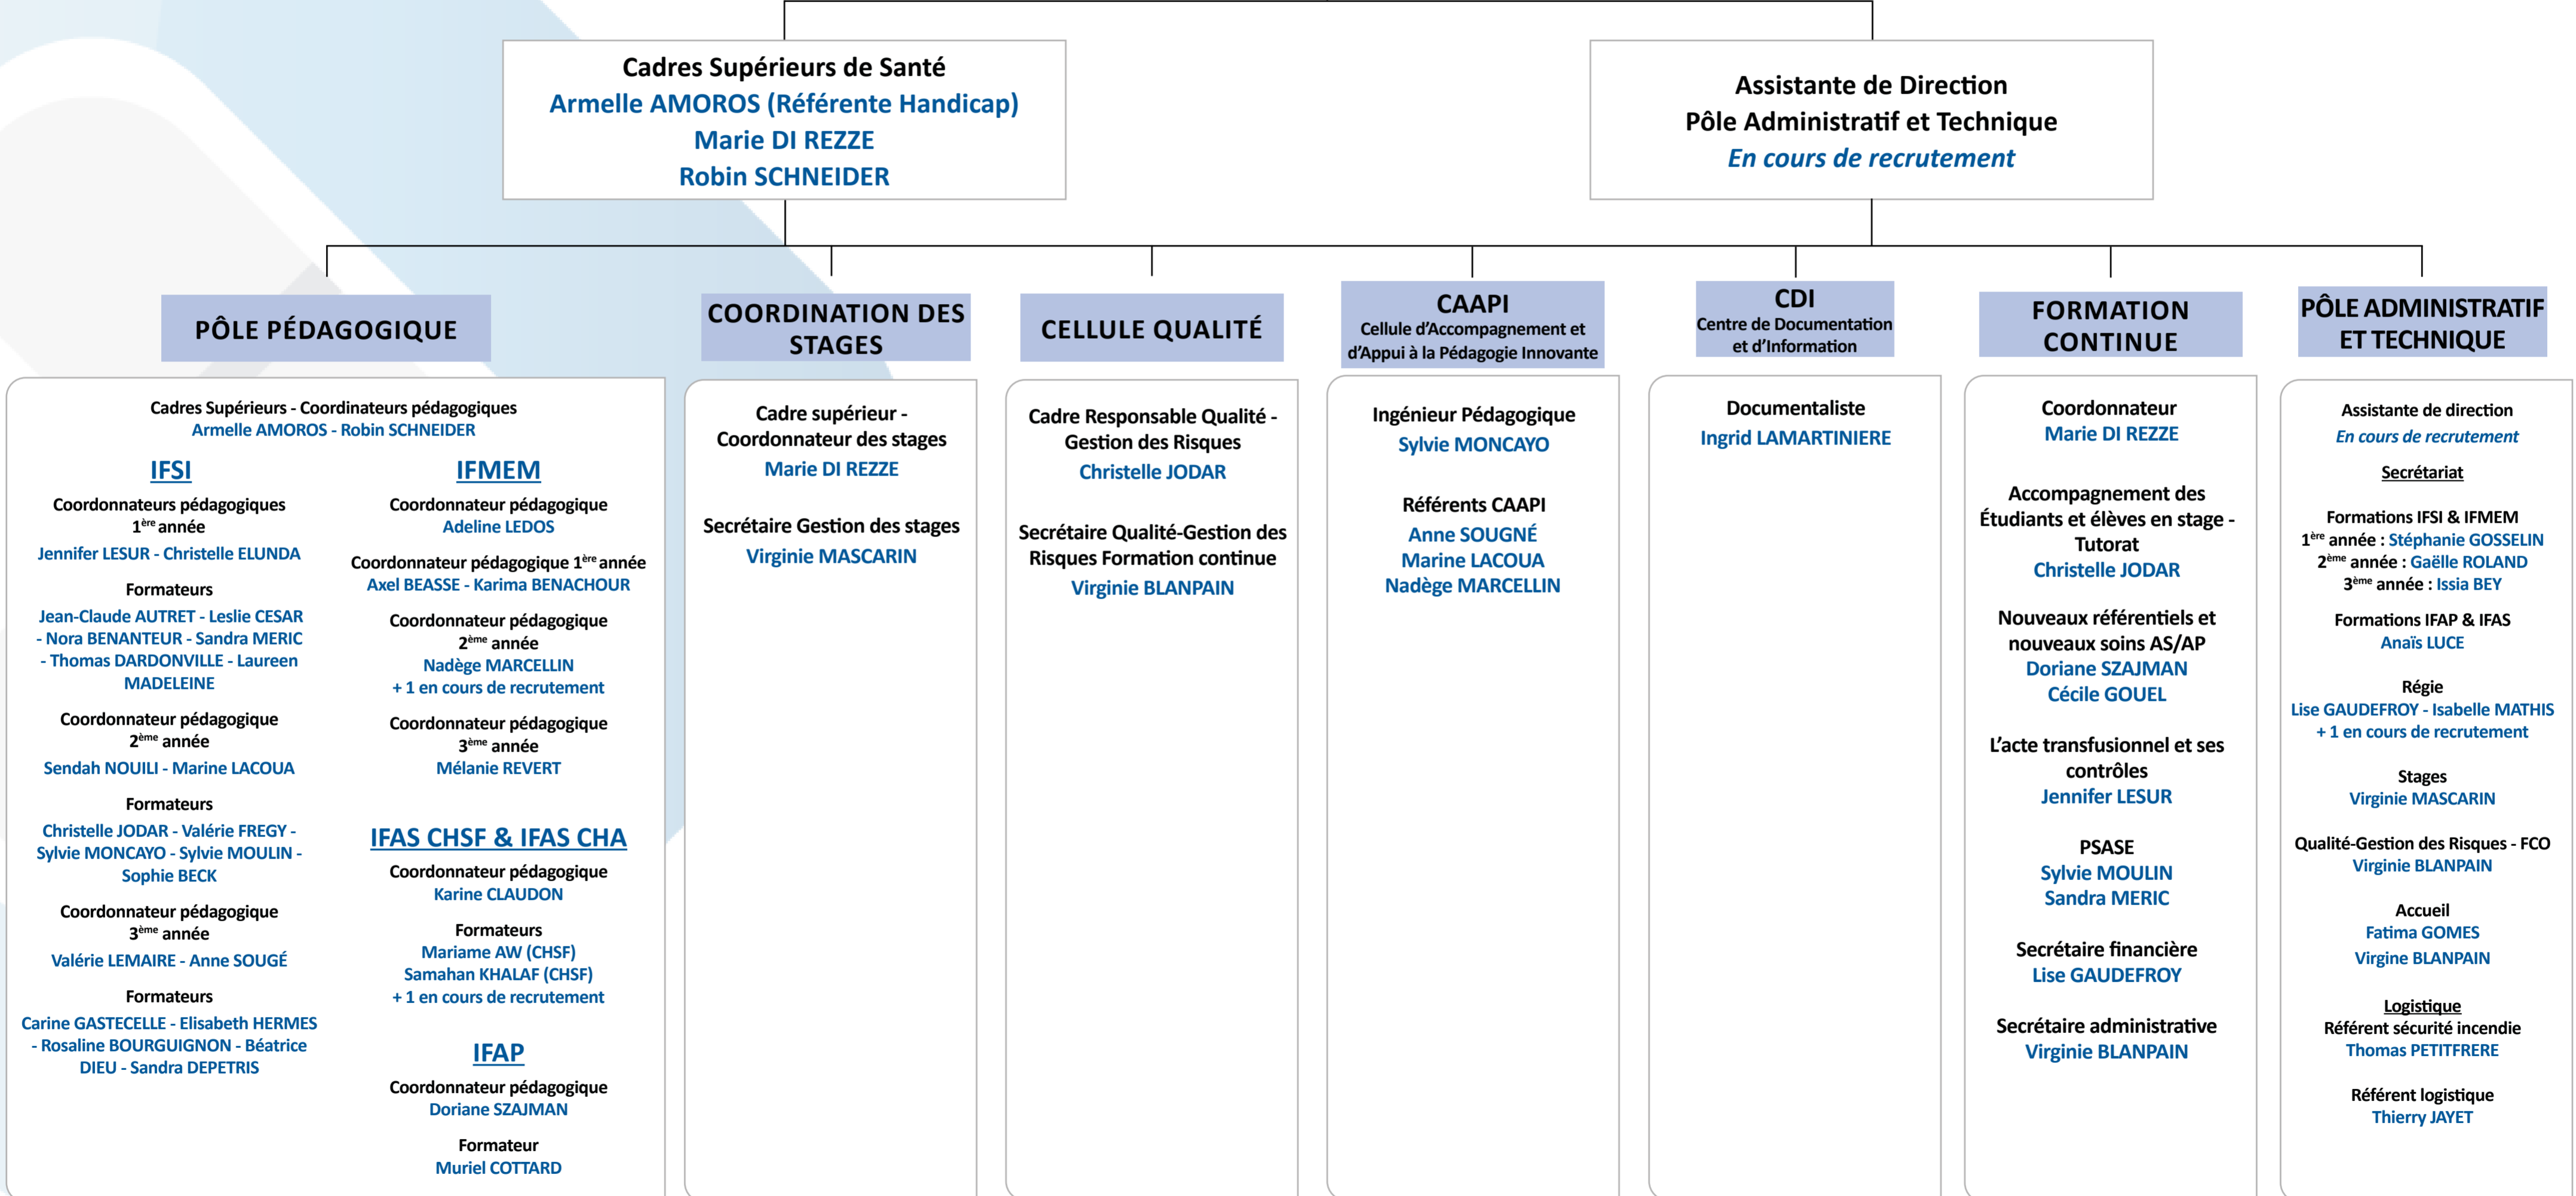 Cadres Supérieurs de Santé
Armelle AMOROS (Référente Handicap)
Marie DI REZZE
Robin SCHNEIDER
Assistante de Direction
Pôle Administratif et Technique
En cours de recrutement
PÔLE PÉDAGOGIQUE
Cadres Supérieurs - Coordinateurs pédagogiques
Armelle AMOROS - Robin SCHNEIDER
IFSI
Coordonnateurs pédagogiques
1ère année
Jennifer LESUR - Christelle ELUNDA
Formateurs
Jean-Claude AUTRET - Leslie CESAR
- Nora BENANTEUR - Sandra MERIC
- Thomas DARDONVILLE - Laureen
MADELEINE
Coordonnateur pédagogique
2ème année
Sendah NOUILI - Marine LACOUA
Formateurs
Christelle JODAR - Valérie FREGY -
Sylvie MONCAYO - Sylvie MOULIN -
Sophie BECK
Coordonnateur pédagogique
3ème année
Valérie LEMAIRE - Anne SOUGÉ
Formateurs
Carine GASTECELLE - Elisabeth HERMES
- Rosaline BOURGUIGNON - Béatrice
DIEU - Sandra DEPETRIS
IFMEM
Coordonnateur pédagogique
Adeline LEDOS
Coordonnateur pédagogique 1ère année
Axel BEASSE - Karima BENACHOUR
Coordonnateur pédagogique
2ème année
Nadège MARCELLIN
+ 1 en cours de recrutement
Coordonnateur pédagogique
3ème année
Mélanie REVERT
IFAS CHSF & IFAS CHA
Coordonnateur pédagogique
Karine CLAUDON
Formateurs
Mariame AW (CHSF)
Samahan KHALAF (CHSF)
+ 1 en cours de recrutement
IFAP
Coordonnateur pédagogique
Doriane SZAJMAN
Formateur
Muriel COTTARD
COORDINATION DES
STAGES
Cadre supérieur -
Coordonnateur des stages
Marie DI REZZE
Secrétaire Gestion des stages
Virginie MASCARIN
CELLULE QUALITÉ
Cadre Responsable Qualité -
Gestion des Risques
Christelle JODAR
Secrétaire Qualité-Gestion des
Risques Formation continue
Virginie BLANPAIN
CAAPI
Cellule d'Accompagnement et
d'Appui à la Pédagogie Innovante
Ingénieur Pédagogique
Sylvie MONCAYO
Référents CAAPI
Anne SOUGNÉ
Marine LACOUA
Nadège MARCELLIN
CDI
Centre de Documentation
et d'Information
Documentaliste
Ingrid LAMARTINIERE
FORMATION
CONTINUE
Coordonnateur
Marie DI REZZE
Accompagnement des
Étudiants et élèves en stage -
Tutorat
Christelle JODAR
Nouveaux référentiels et
nouveaux soins AS/AP
Doriane SZAJMAN
Cécile GOUEL
L'acte transfusionnel et ses
contrôles
Jennifer LESUR
PSASE
Sylvie MOULIN
Sandra MERIC
Secrétaire financière
Lise GAUDEFROY
Secrétaire administrative
Virginie BLANPAIN
PÔLE ADMINISTRATIF
ET TECHNIQUE
Assistante de direction
En cours de recrutement
Secrétariat
Formations IFSI & IFMEM
1ère année : Stéphanie GOSSELIN
2ème année : Gaëlle ROLAND
3ème année : Issia BEY
Formations IFAP & IFAS
Anaïs LUCE
Régie
Lise GAUDEFROY - Isabelle MATHIS
+ 1 en cours de recrutement
Stages
Virginie MASCARIN
Qualité-Gestion des Risques - FCO
Virginie BLANPAIN
Accueil
Fatima GOMES
Virgine BLANPAIN
Logistique
Référent sécurité incendie
Thomas PETITFRERE
Référent logistique
Thierry JAYET